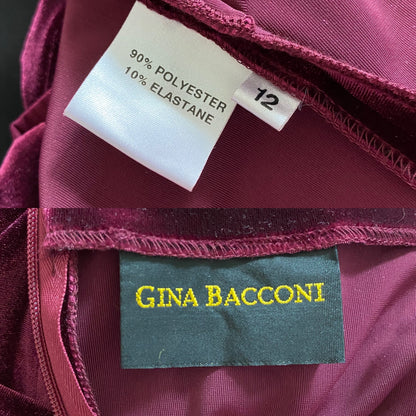 90% POLYESTER
10% ELASTANE
12
GINA BACCONI